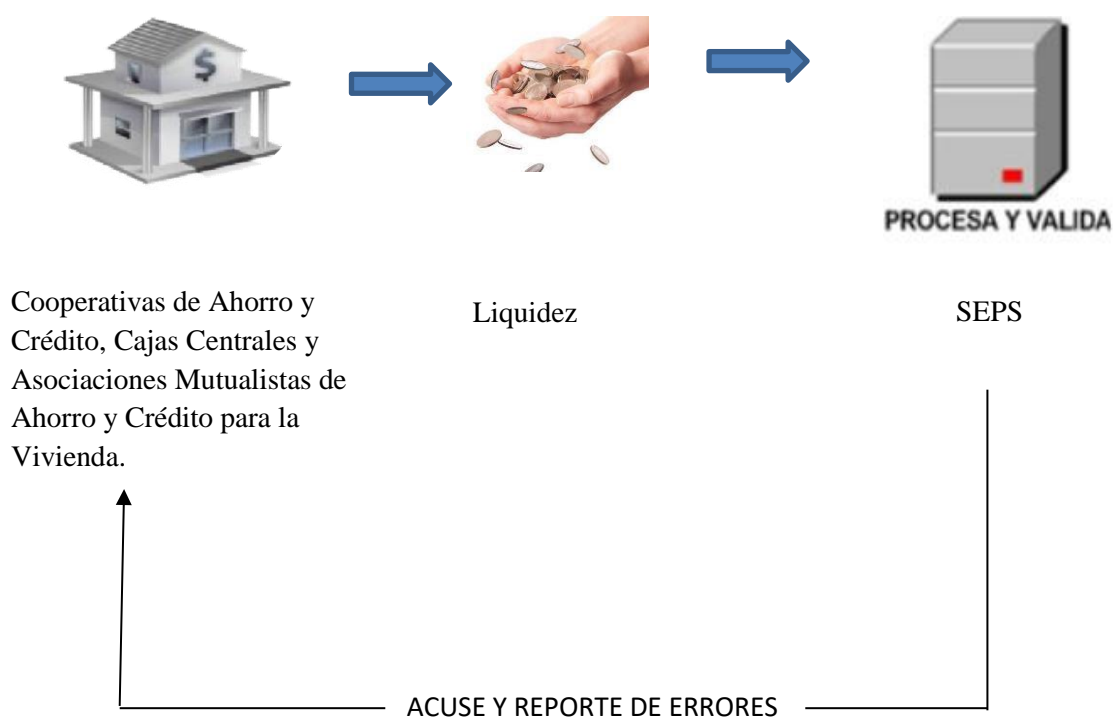 $
PROCESA Y VALIDA
Cooperativas de Ahorro y
Crédito, Cajas Centrales y
Asociaciones Mutualistas de
Ahorro y Crédito para la
Vivienda.
Liquidez
SEPS
ACUSE Y REPORTE DE ERRORES